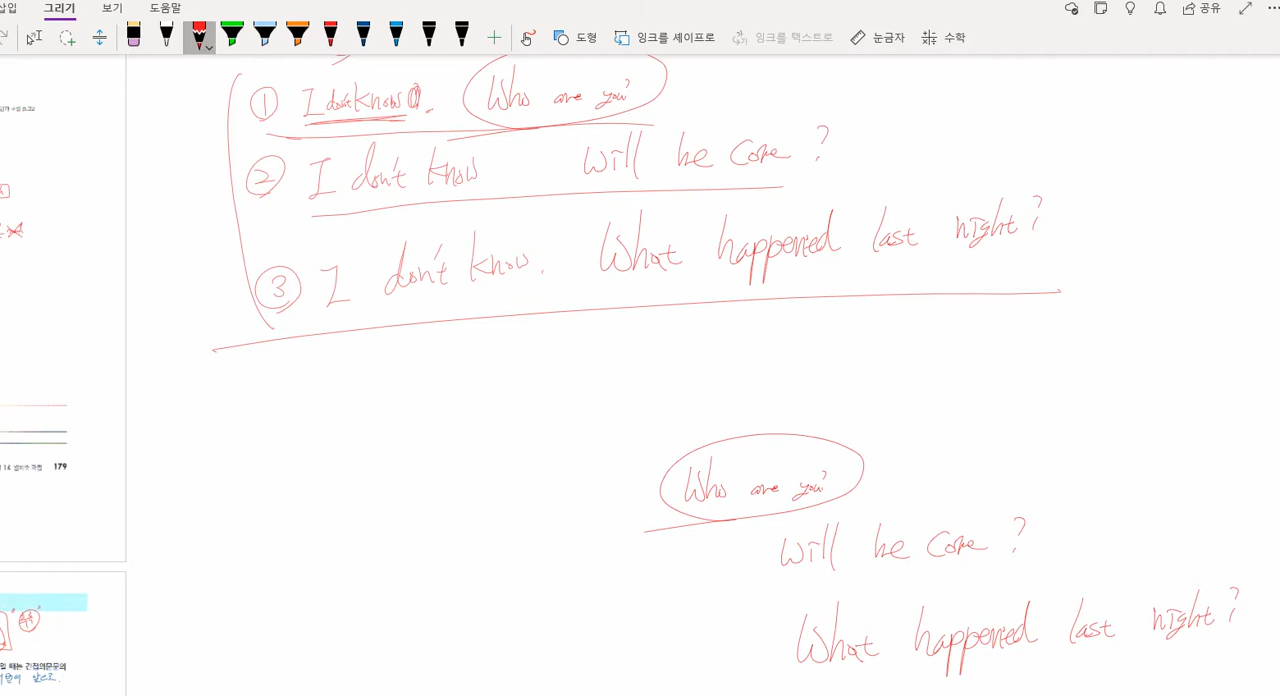 삽입 그리기 보기 도움말 공유
도형 잉크를 셰이프로 잉크를 텍스트로 눈금자 수학
① I don't know . Who are you?
② I don't know will he come ?
③ I don't know. What happened last night?
179
Who are you?
will he come ?
What happened last night?